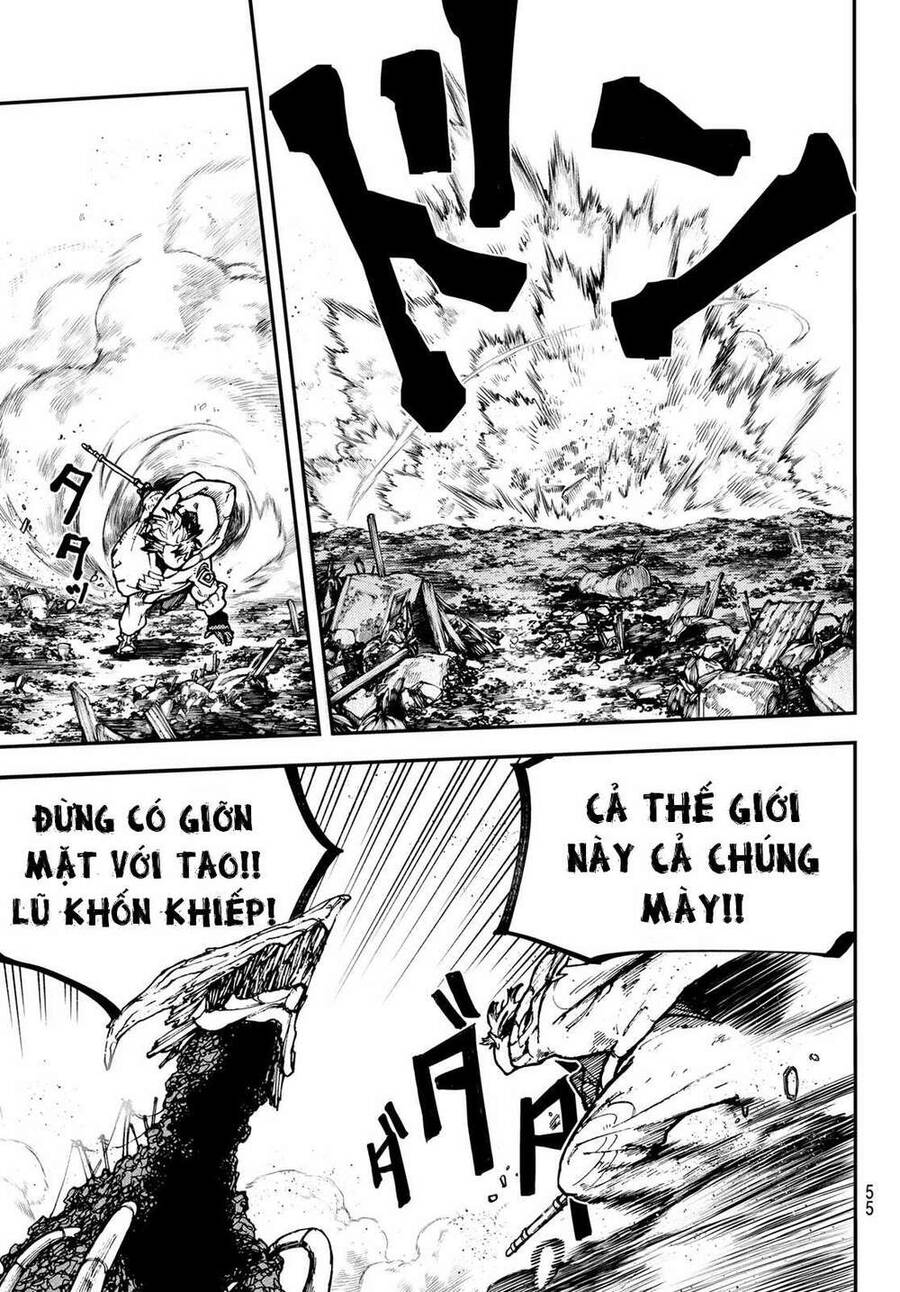 ドン
タタタッ
CẢ THẾ GIỚI
NÀY CẢ CHÚNG
MÀY!!
ĐỪNG CÓ GIỠN
MẶT VỚI TAO!!
LŨ KHỐN KHIẾP!
ダダ
55